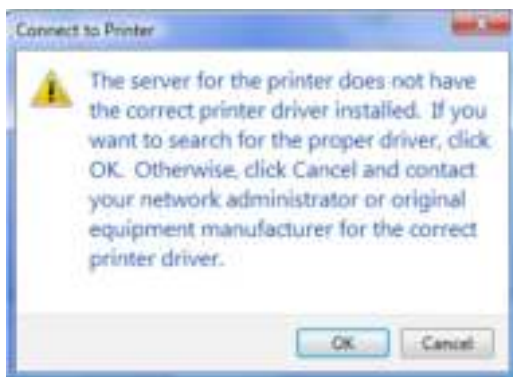 Connect to Printer
The server for the printer does not have
the correct printer driver installed. If you
want to search for the proper driver, click
OK. Otherwise, click Cancel and contact
your network administrator or original
equipment manufacturer for the correct
printer driver.
OK Cancel